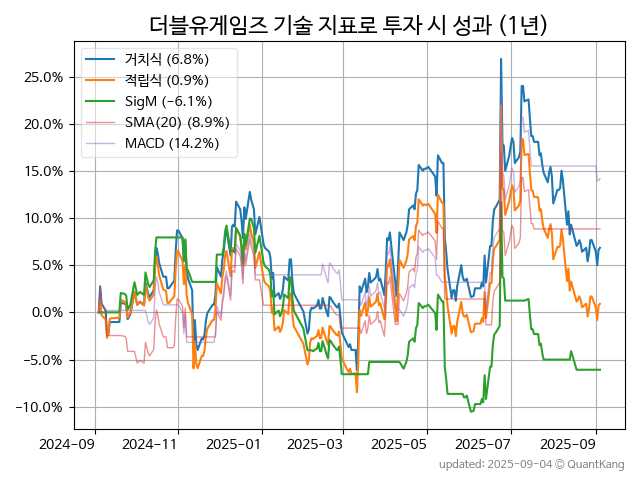 더블유게임즈 기술 지표로 투자 시 성과 (1년)
거치식 (6.8%)
적립식 (0.9%)
SigM (−6.1%)
SMA(20) (8.9%)
MACD (14.2%)
25.0%
20.0%
15.0%
10.0%
5.0%
0.0%
−5.0%
−10.0%
2024-09 2024-11 2025-01 2025-03 2025-05 2025-07 2025-09
updated: 2025-09-04 © QuantKang